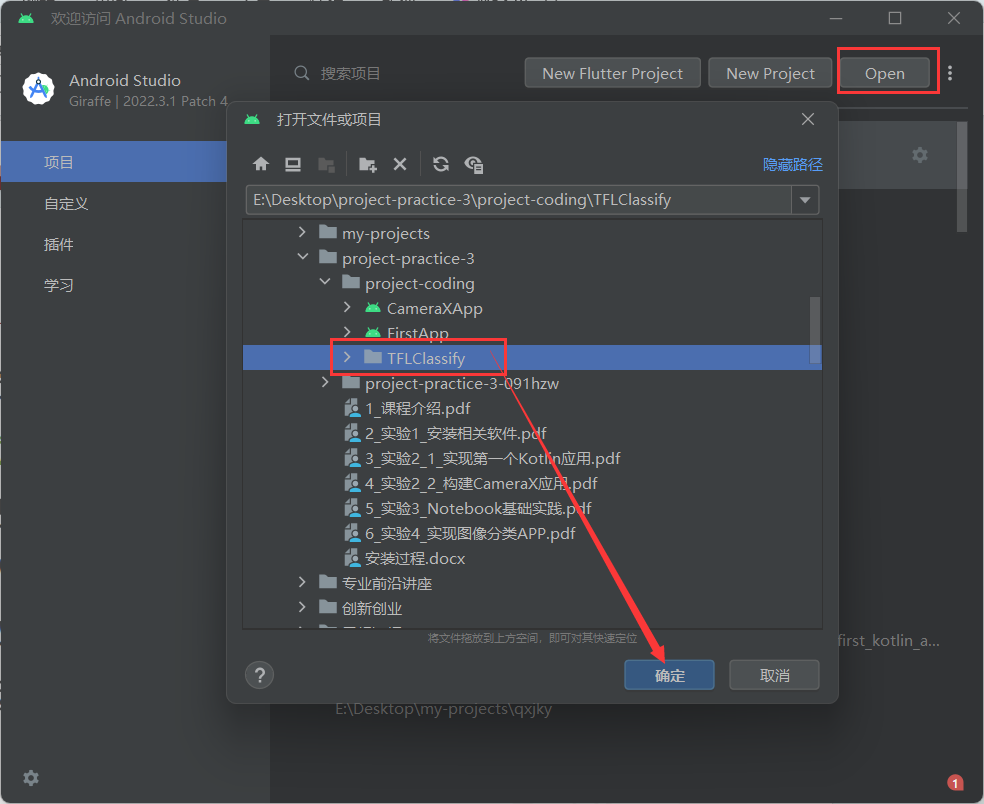 欢迎访问 Android Studio
Android Studio
Giraffe | 2022.3.1 Patch 4
搜索项目
New Flutter Project
New Project
Open
项目
自定义
插件
学习
打开文件或项目
隐藏路径
E:\Desktop\project-practice-3\project-coding\TFLClassify
my-projects
project-practice-3
project-coding
CameraXApp
FirstApp
TFLClassify
project-practice-3-091hzw
1_课程介绍.pdf
2_实验1_安装相关软件.pdf
3_实验2_1_实现第一个Kotlin应用.pdf
4_实验2_2_构建CameraX应用.pdf
5_实验3_Notebook基础实践.pdf
6_实验4_实现图像分类APP.pdf
安装过程.docx
专业前沿讲座
创新创业
将文件拖放到上方空间，即可对其快速定位
first_kotlin_a...
?
确定
取消
E:\Desktop\my-projects\qxjky
1